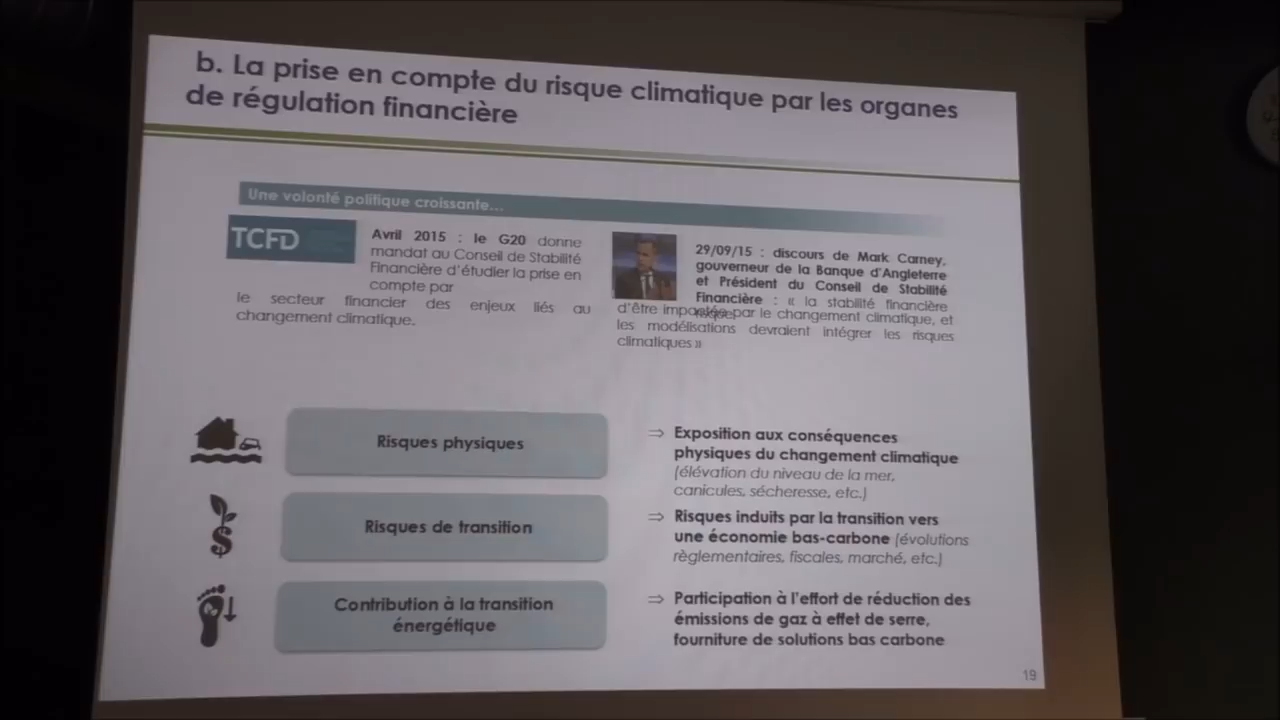 b. La prise en compte du risque climatique par les organes
de régulation financière
Une volonté politique croissante...
TCFD
Avril 2015 : le G20 donne
mandat au Conseil de Stabilité
Financière d'étudier la prise en
compte par
le secteur financier des enjeux liés au
changement climatique.
29/09/15 : discours de Mark Carney,
gouverneur de la Banque d'Angleterre
et Président du Conseil de Stabilité
Financière : « la stabilité financière
risque
d'être impactée par le changement climatique, et
les modélisations devraient intégrer les risques
climatiques »
Risques physiques
⇒ Exposition aux conséquences
physiques du changement climatique
(élévation du niveau de la mer,
canicules, sécheresse, etc.)
Risques de transition
⇒ Risques induits par la transition vers
une économie bas-carbone (évolutions
règlementaires, fiscales, marché, etc.)
Contribution à la transition
énergétique
⇒ Participation à l'effort de réduction des
émissions de gaz à effet de serre,
fourniture de solutions bas carbone
19